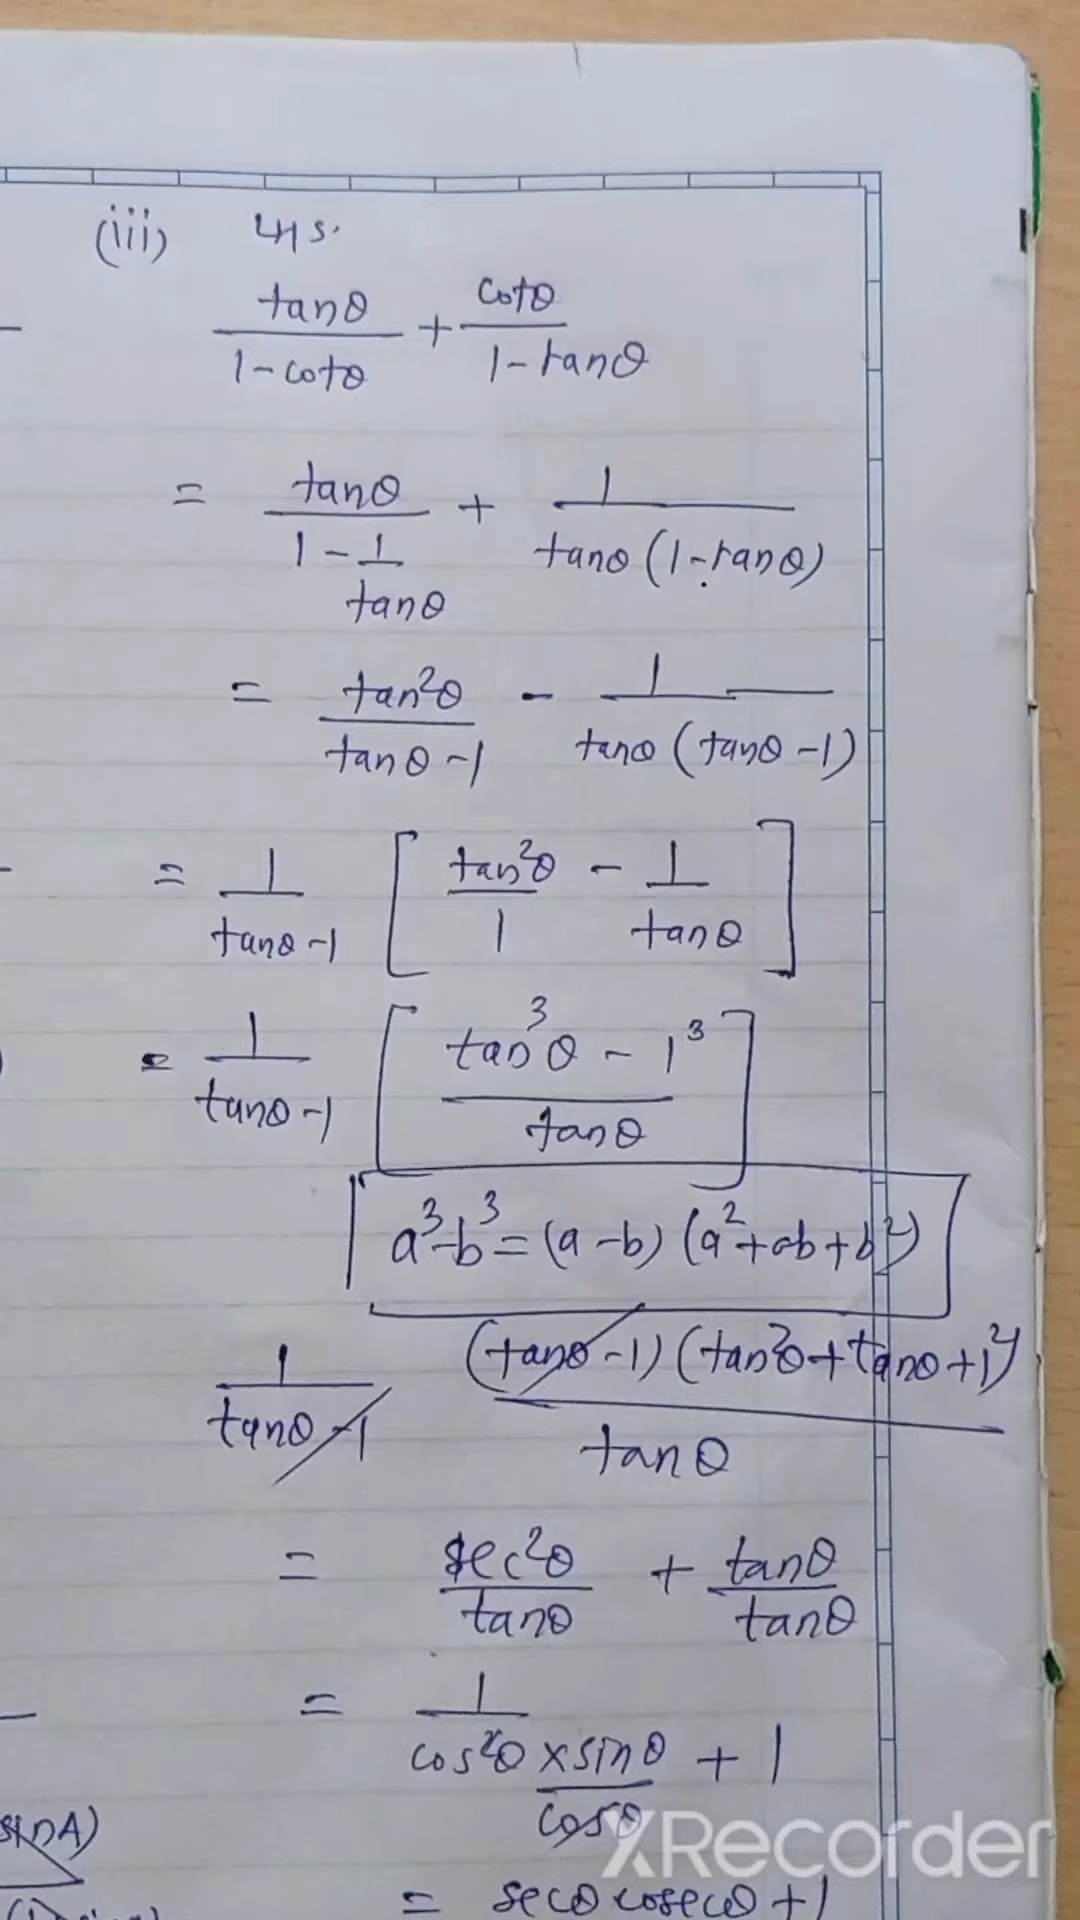 (iii) LHS.
tanθ/(1-cotθ) + cotθ/(1-tanθ)
= tanθ/(1 - 1/tanθ) + 1/(tanθ(1-tanθ))
= tan²θ/(tanθ-1) - 1/(tanθ(tanθ-1))
= 1/(tanθ-1) [tan²θ/1 - 1/tanθ]
= 1/(tanθ-1) [(tan³θ - 1³)/tanθ]
a³-b³=(a-b)(a²+ab+b²)
1/(tanθ-1) (tanθ-1)(tan²θ+tanθ+1²)/tanθ
= sec²θ/tanθ + tanθ/tanθ
= 1/(cos²θ × sinθ/cosθ) + 1
sinA)
= secθ cosecθ + 1
XRecorder